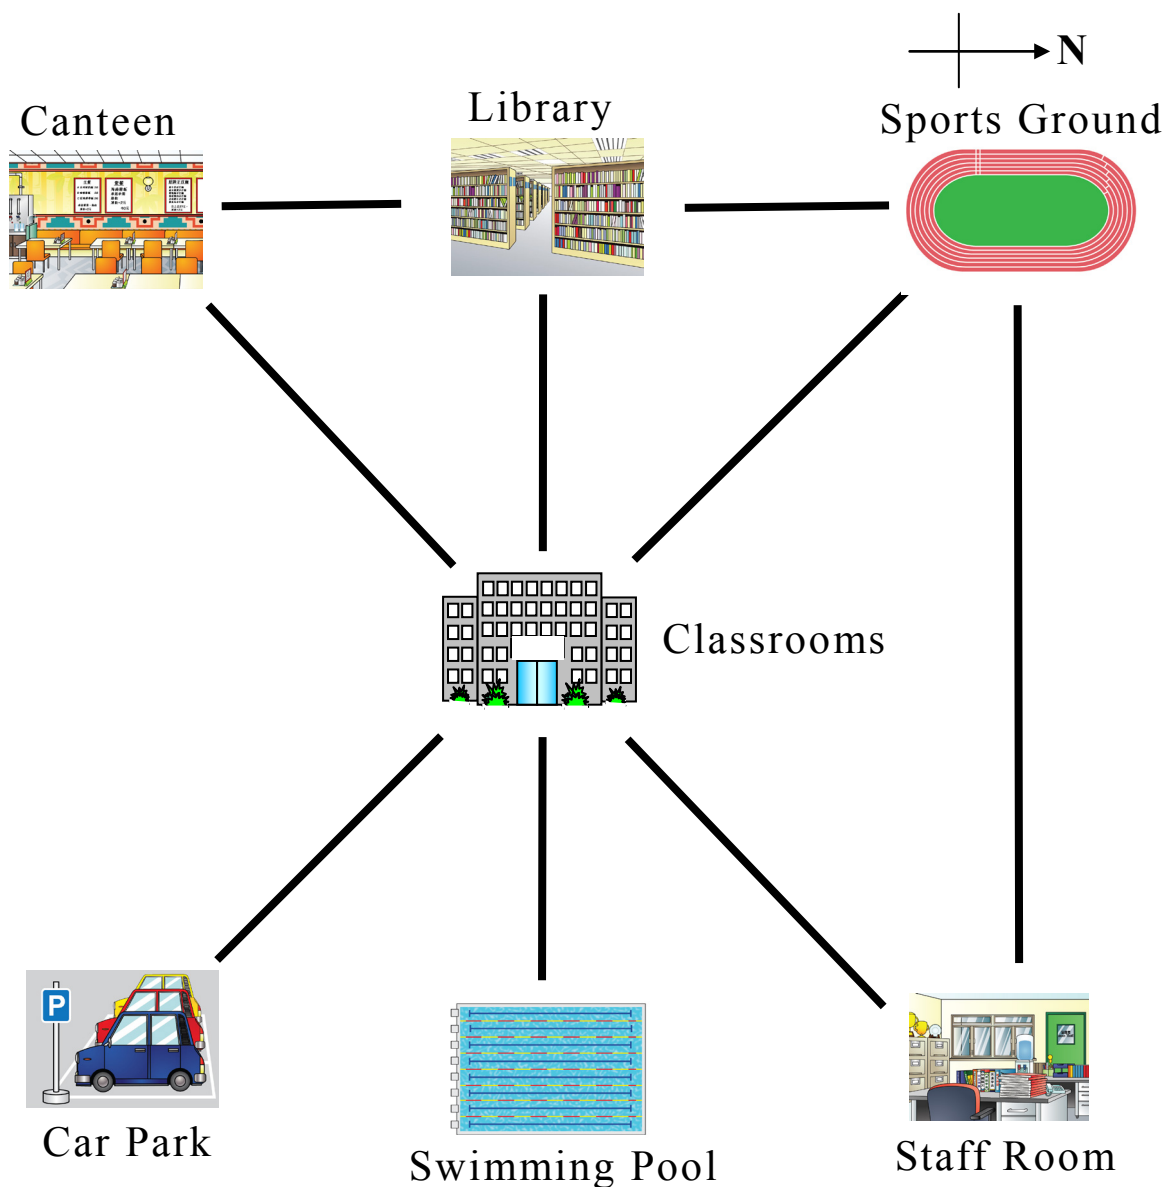 N
Canteen
Library
Sports Ground
Classrooms
P
Car Park
Swimming Pool
Staff Room